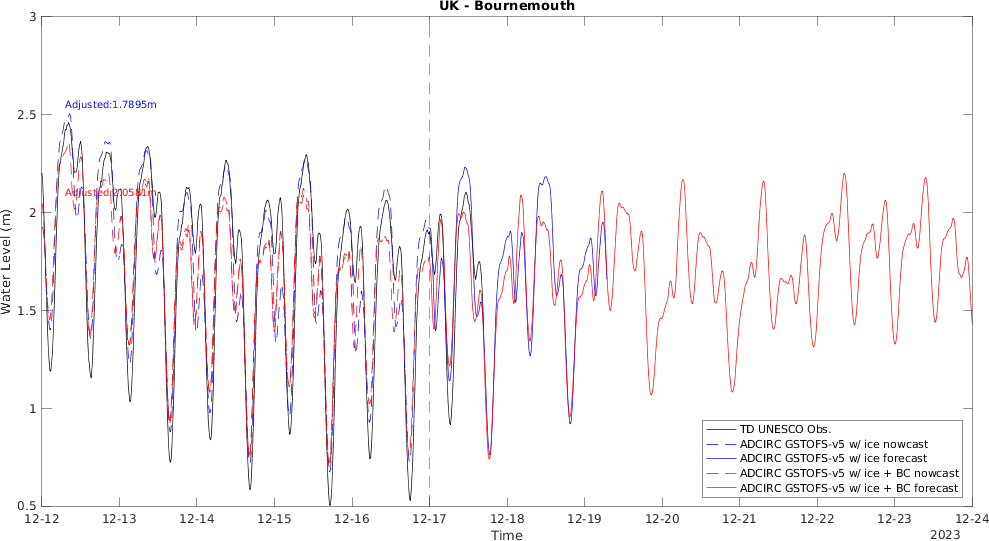 UK - Bournemouth
3
2.5
2
1.5
1
0.5
Water Level (m)
Adjusted:1.7895m
Adjusted:2.0581m
TD UNESCO Obs.
ADCIRC GSTOFS-v5 w/ ice nowcast
ADCIRC GSTOFS-v5 w/ ice forecast
ADCIRC GSTOFS-v5 w/ ice + BC nowcast
ADCIRC GSTOFS-v5 w/ ice + BC forecast
12-12 12-13 12-14 12-15 12-16 12-17 12-18 12-19 12-20 12-21 12-22 12-23 12-24
Time
2023